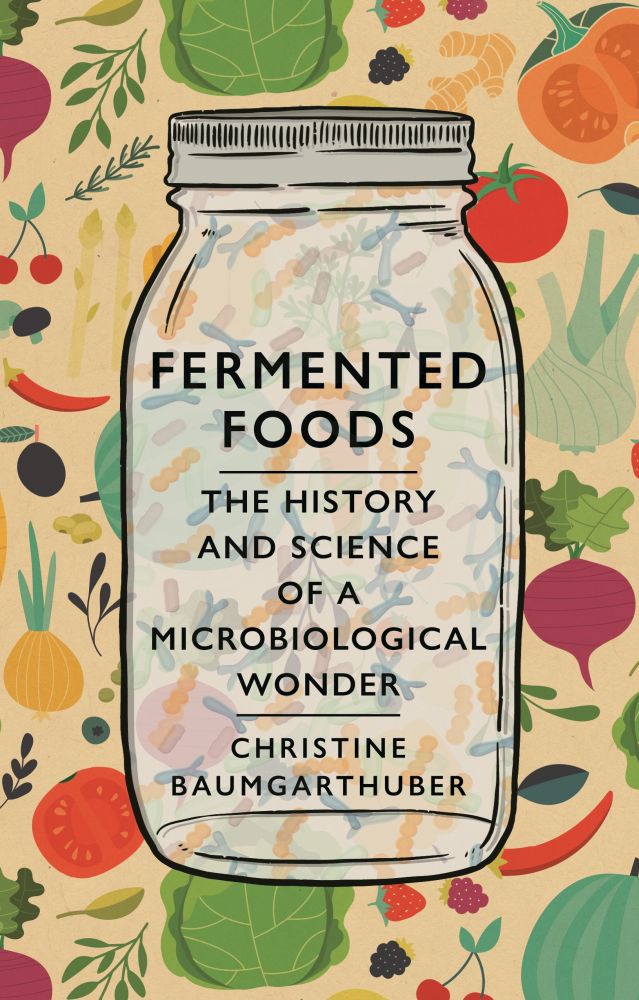 FERMENTED
FOODS
THE HISTORY
AND SCIENCE
OF A
MICROBIOLOGICAL
WONDER
CHRISTINE
BAUMGARTHUBER